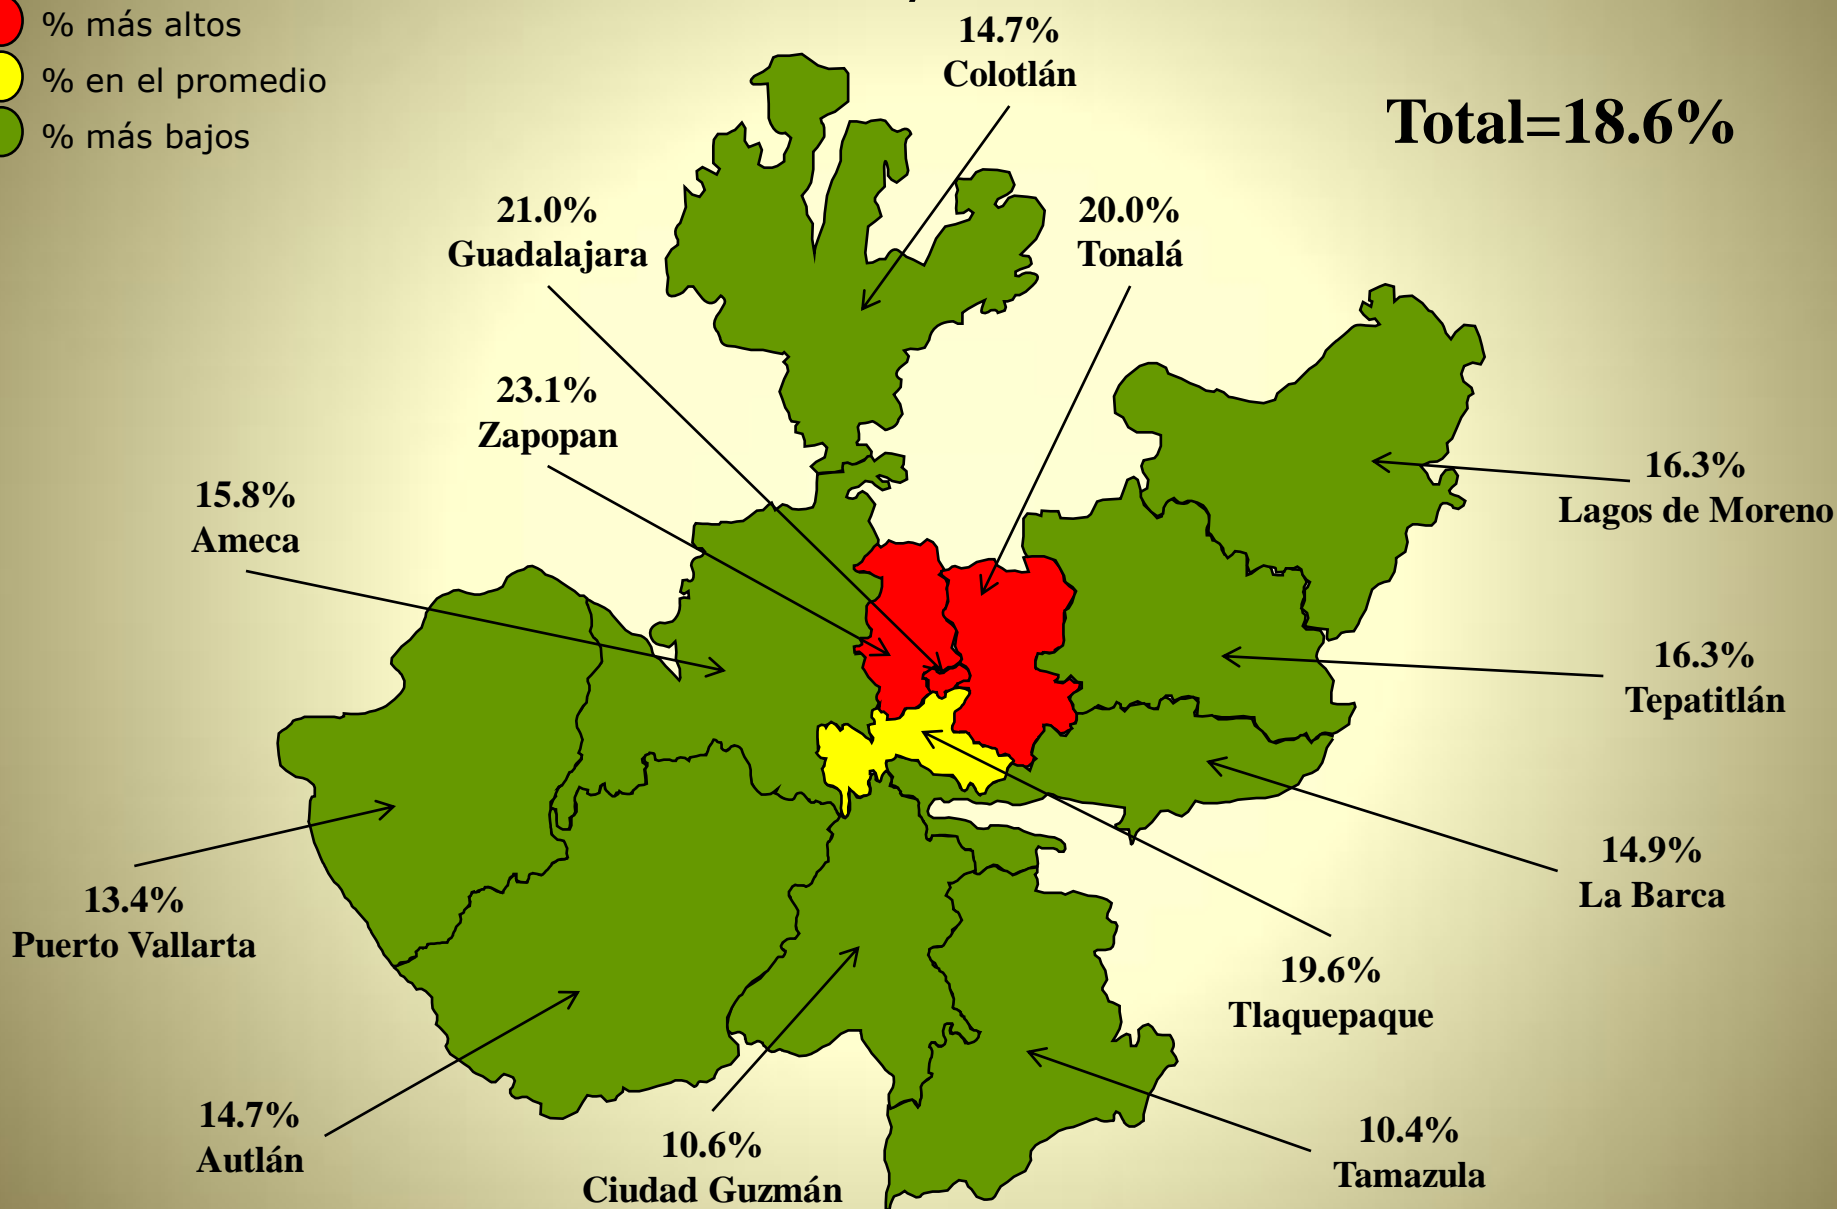 % más altos
% en el promedio
% más bajos
14.7%
Colotlán
Total=18.6%
21.0%
Guadalajara
20.0%
Tonalá
23.1%
Zapopan
15.8%
Ameca
16.3%
Lagos de Moreno
16.3%
Tepatitlán
14.9%
La Barca
13.4%
Puerto Vallarta
19.6%
Tlaquepaque
14.7%
Autlán
10.6%
Ciudad Guzmán
10.4%
Tamazula